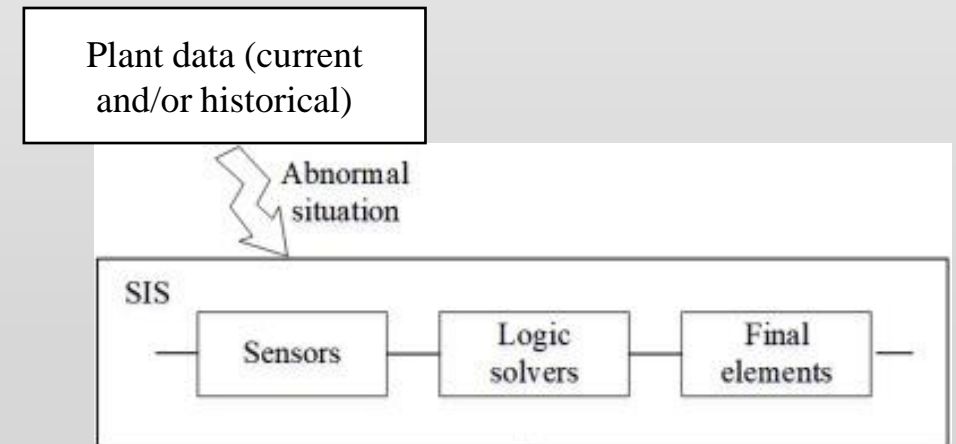 Plant data (current
and/or historical)
Abnormal
situation
SIS
Sensors
Logic
solvers
Final
elements